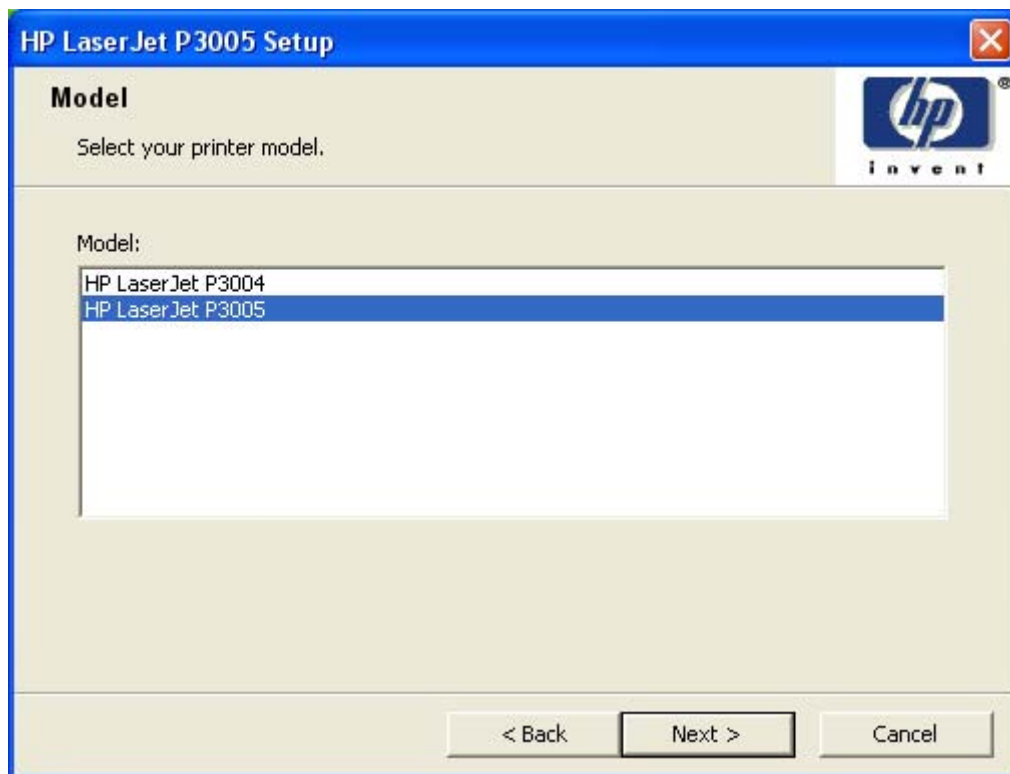 HP LaserJet P3005 Setup
Model
Select your printer model.
hp
®
invent
Model:
HP LaserJet P3004
HP LaserJet P3005
< Back
Next >
Cancel